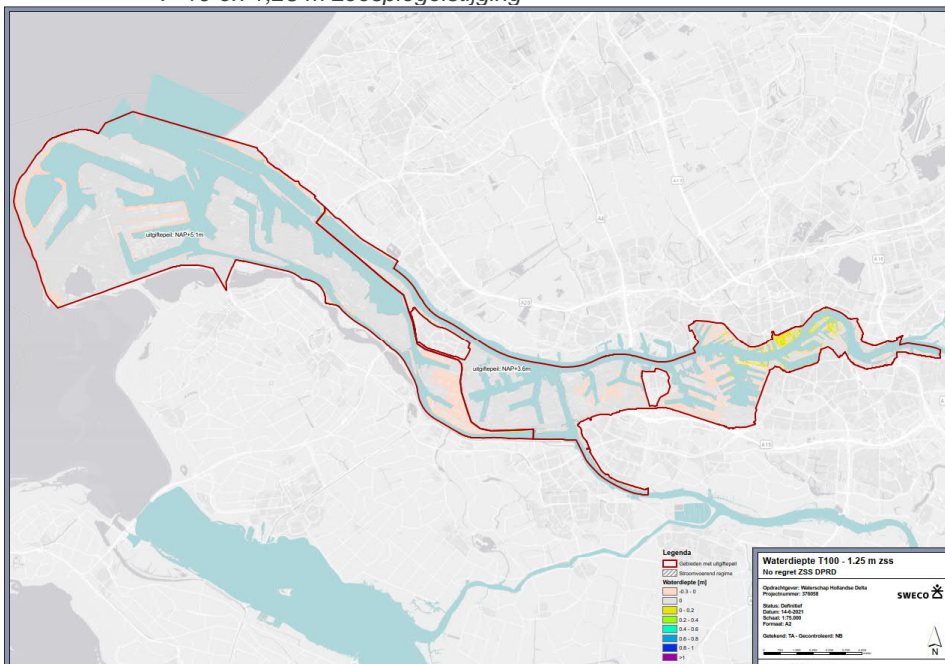 uitgiftepeil: NAP+5.1m
uitgiftepeil: NAP+3.6m
A4
A20
A15
Legenda
Gebieden met uitgiftepeil
Stroomvoerend regime
Waterdiepte [m]
-0.3 - 0
0
0 - 0.2
0.2 - 0.4
0.4 - 0.6
0.6 - 0.8
0.8 - 1
>1
Waterdiepte T100 - 1.25 m zss
No regret ZSS DPRD
Opdrachtgever: Waterschap Hollandse Delta
Projectnummer: 376058
Status: Definitief
Datum: 14-6-2021
Schaal: 1:75.000
Formaat: A2
Getekend: TA - Gecontroleerd: NB
SWECO
N